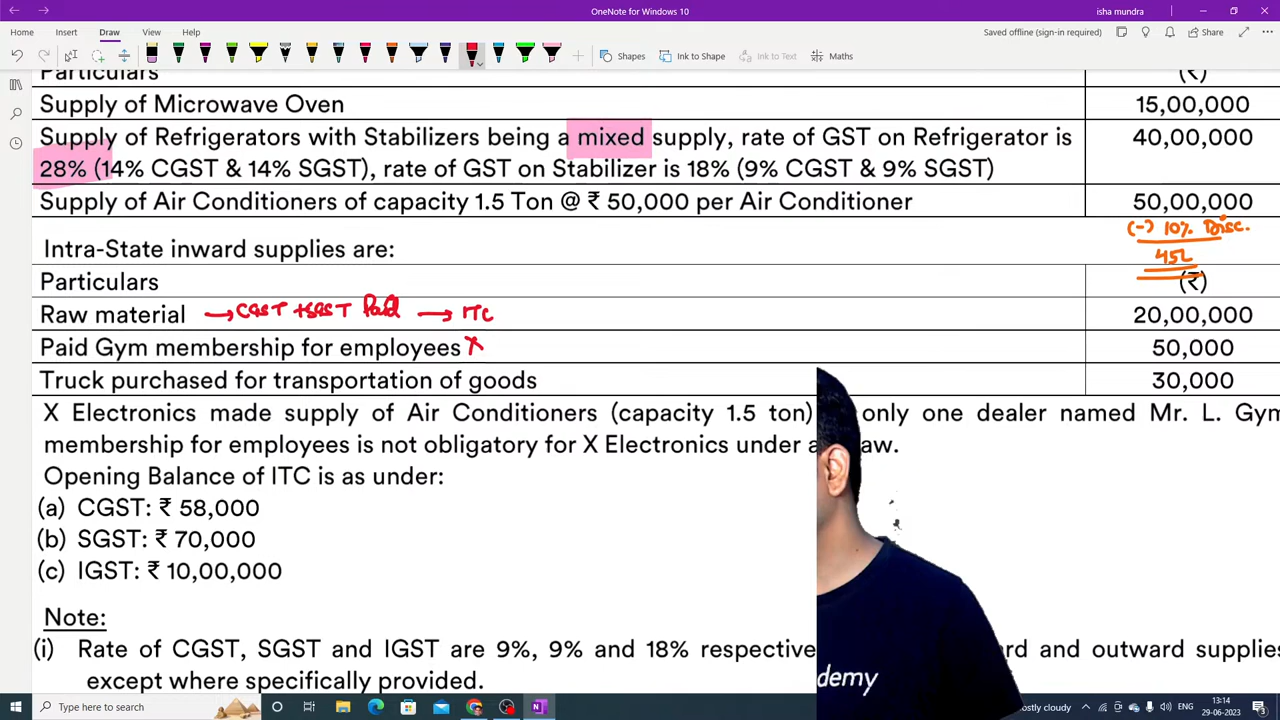 OneNote for Windows 10
isha mundra
Home Insert Draw View Help
Saved offline (sign-in required)
Share
Shapes Ink to Shape Ink to Text Maths
Particulars (₹)
Supply of Microwave Oven 15,00,000
Supply of Refrigerators with Stabilizers being a mixed supply, rate of GST on Refrigerator is 40,00,000
28% (14% CGST & 14% SGST), rate of GST on Stabilizer is 18% (9% CGST & 9% SGST)
Supply of Air Conditioners of capacity 1.5 Ton @ ₹ 50,000 per Air Conditioner 50,00,000
(-) 10% Disc.
Intra-State inward supplies are:
45L
Particulars (₹)
Raw material → CGST + SGST Paid → ITC 20,00,000
Paid Gym membership for employees X 50,000
Truck purchased for transportation of goods 30,000
X Electronics made supply of Air Conditioners (capacity 1.5 ton) only one dealer named Mr. L. Gym
membership for employees is not obligatory for X Electronics under
Opening Balance of ITC is as under:
(a) CGST: ₹ 58,000
(b) SGST: ₹ 70,000
(c) IGST: ₹ 10,00,000
Note:
(i) Rate of CGST, SGST and IGST are 9%, 9% and 18% and outward supplies
except where specifically provided.
demy
Type here to search
ENG
13:14
29-06-2023